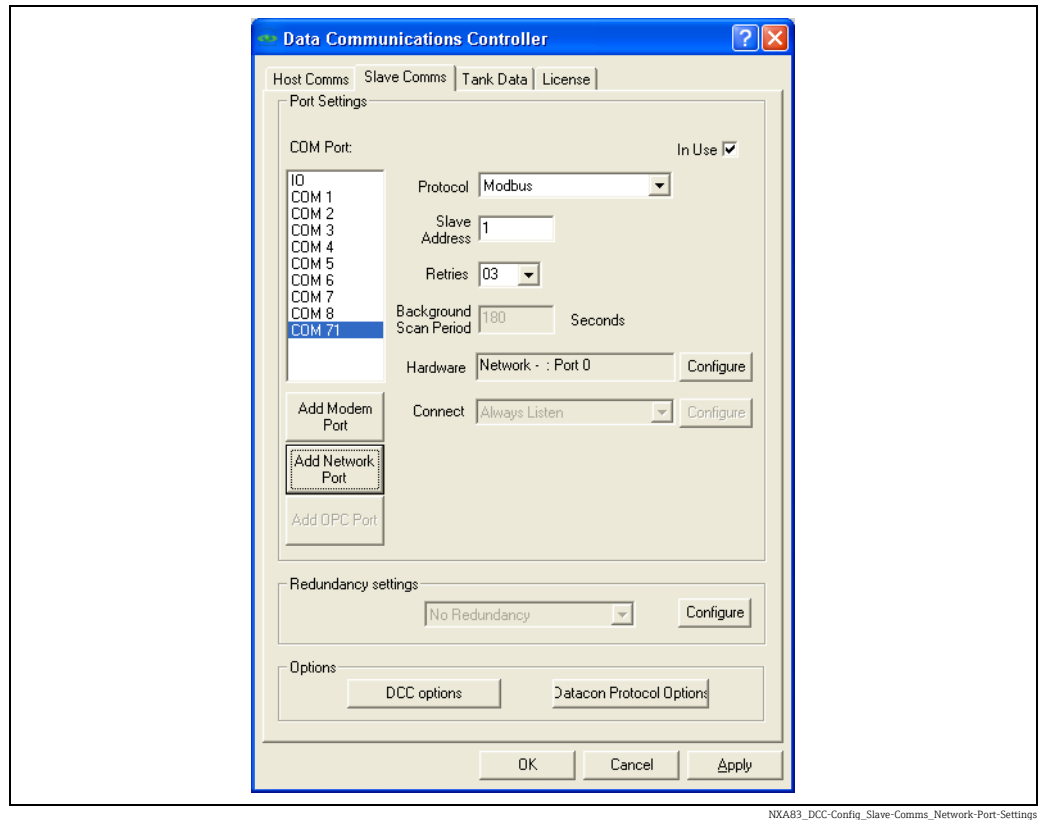 Data Communications Controller
Host Comms Slave Comms Tank Data License
Port Settings
COM Port:
In Use
IO
COM 1
COM 2
COM 3
COM 4
COM 5
COM 6
COM 7
COM 8
COM 71
Protocol Modbus
Slave
Address 1
Retries 03
Background
Scan Period 180 Seconds
Hardware Network - : Port 0 Configure
Connect Always Listen Configure
Add Modem
Port
Add Network
Port
Add OPC Port
Redundancy settings
No Redundancy Configure
Options
DCC options Datacon Protocol Options
OK Cancel Apply
NXA83_DCC-Config_Slave-Comms_Network-Port-Settings